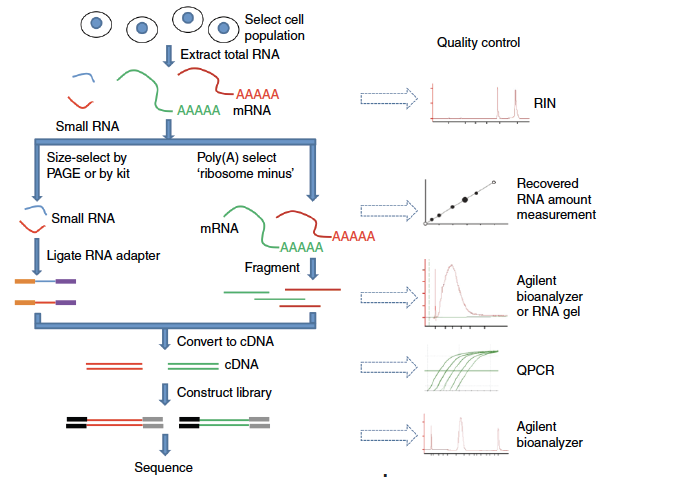 Select cell
population
Extract total RNA
Quality control
AAAAA
AAAAA mRNA
Small RNA
RIN
Size-select by
PAGE or by kit
Poly(A) select
‘ribosome minus’
Recovered
RNA amount
measurement
Small RNA
mRNA
AAAAA
AAAAA
Ligate RNA adapter
Fragment
Agilent
bioanalyzer
or RNA gel
Convert to cDNA
cDNA
QPCR
Construct library
Agilent
bioanalyzer
Sequence